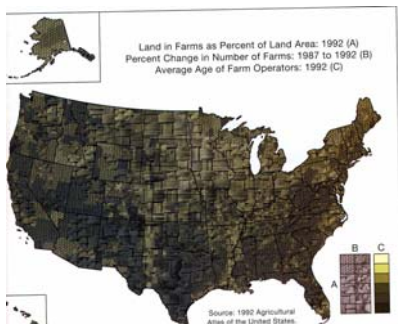 Land in Farms as Percent of Land Area: 1992 (A)
Percent Change in Number of Farms: 1987 to 1992 (B)
Average Age of Farm Operators: 1992 (C)
B C
A
Source: 1992 Agricultural
Atlas of the United States.